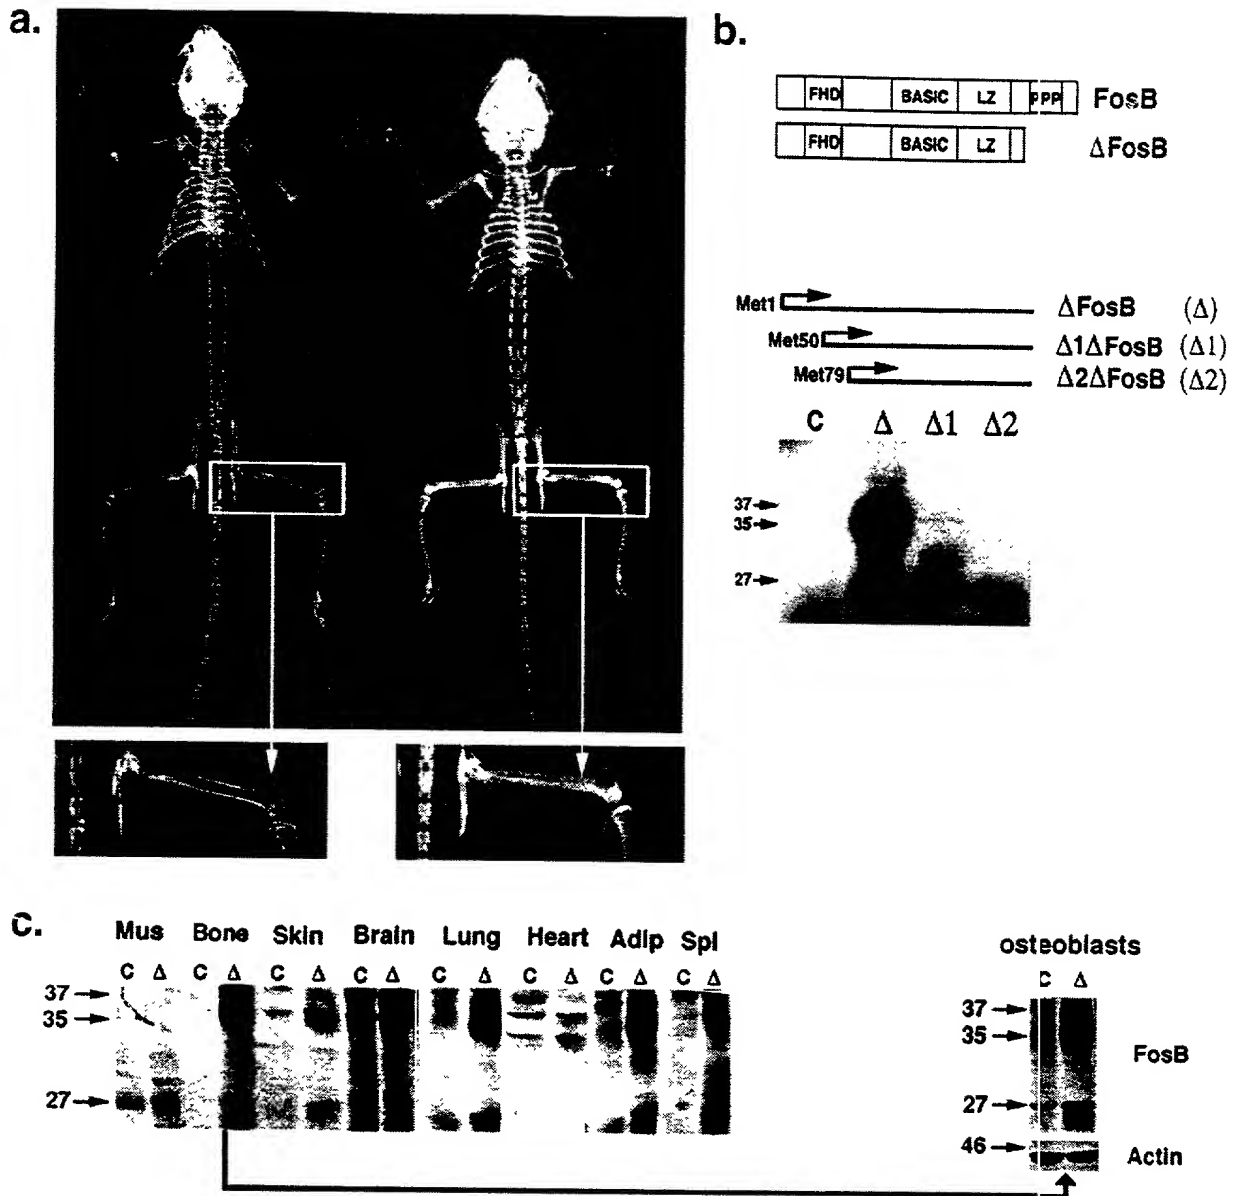 a.
b.
FHD BASIC LZ PPP FosB
FHD BASIC LZ ΔFosB
Met1 ΔFosB (Δ)
Met50 Δ1ΔFosB (Δ1)
Met79 Δ2ΔFosB (Δ2)
C Δ Δ1 Δ2
37
35
27
c.
Mus Bone Skin Brain Lung Heart Adip Spl
C Δ C Δ C Δ C Δ C Δ C Δ C Δ C Δ
37
35
27
osteoblasts
C Δ
37
35
FosB
27
46
Actin